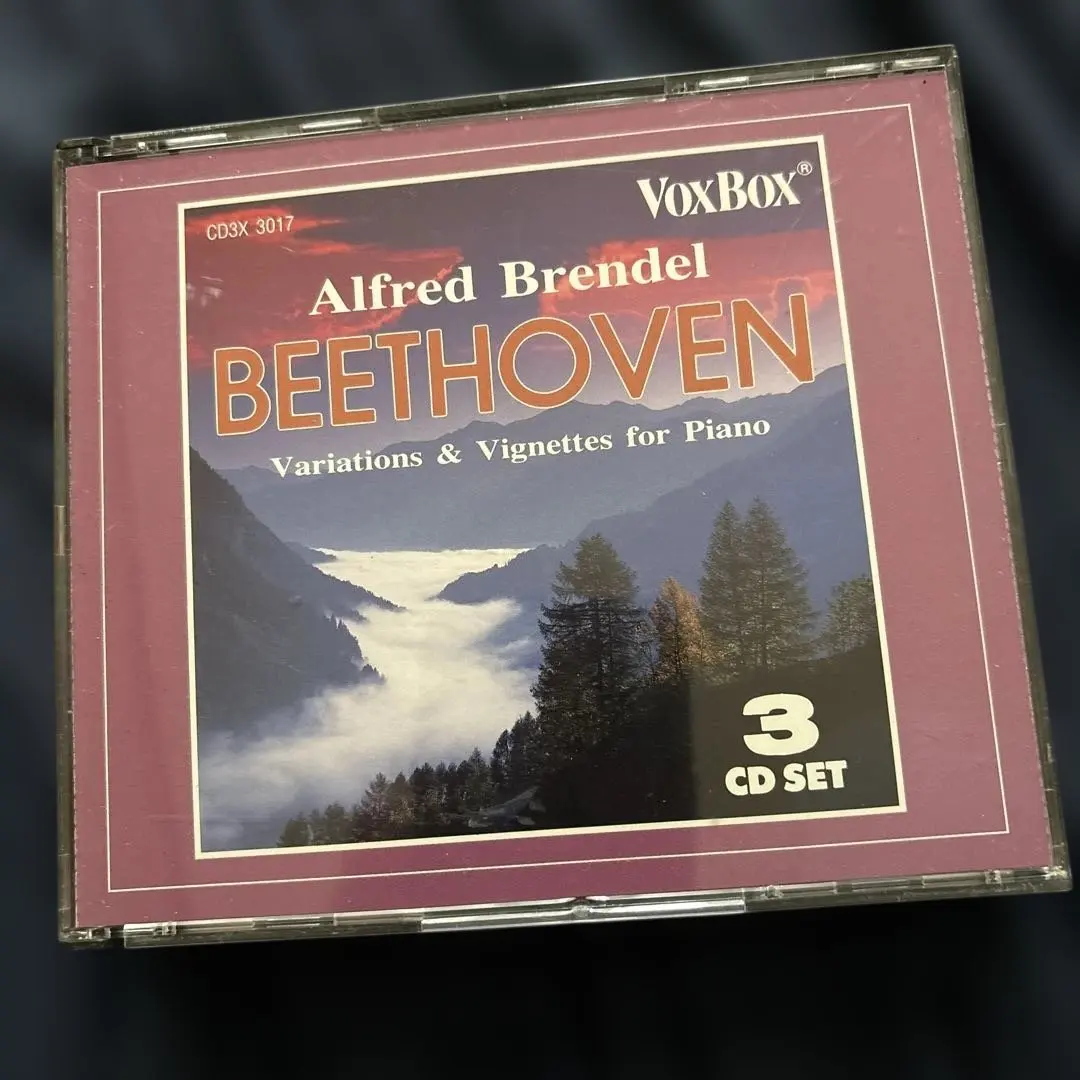 VOXBOX®
CD3X 3017
Alfred Brendel
BEETHOVEN
Variations & Vignettes for Piano
3
CD SET